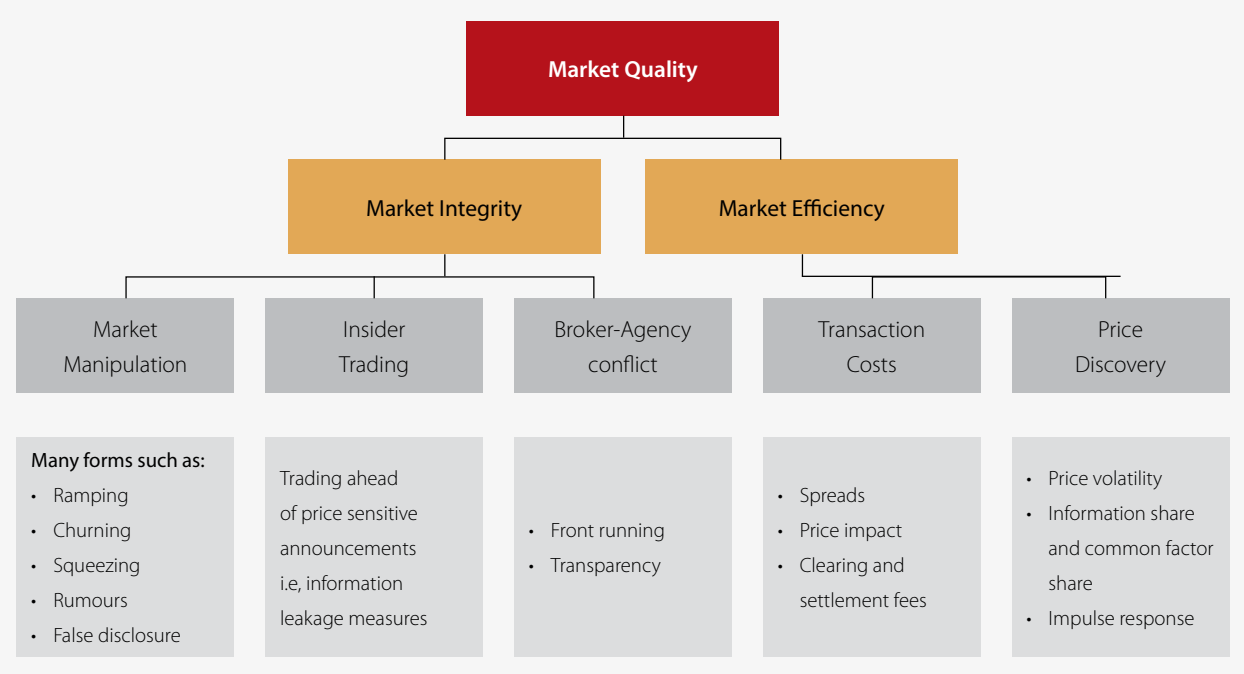 Market Quality
Market Integrity
Market Efficiency
Market
Manipulation
Insider
Trading
Broker-Agency
conflict
Transaction
Costs
Price
Discovery
Many forms such as:
• Ramping
• Churning
• Squeezing
• Rumours
• False disclosure
Trading ahead
of price sensitive
announcements
i.e, information
leakage measures
• Front running
• Transparency
• Spreads
• Price impact
• Clearing and
settlement fees
• Price volatility
• Information share
and common factor
share
• Impulse response